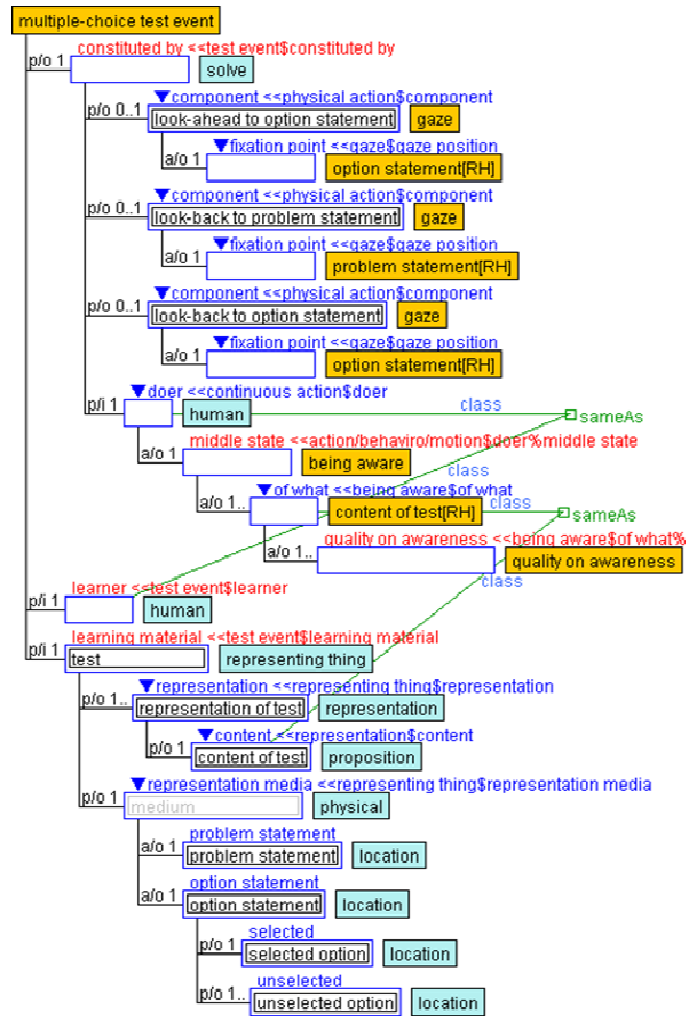 multiple-choice test event
constituted by <<test event$constituted by
p/o 1 solve
▼component <<physical action$component
p/o 0..1 look-ahead to option statement gaze
▼fixation point <<gaze$gaze position
a/o 1 option statement[RH]
▼component <<physical action$component
p/o 0..1 look-back to problem statement gaze
▼fixation point <<gaze$gaze position
a/o 1 problem statement[RH]
▼component <<physical action$component
p/o 0..1 look-back to option statement gaze
▼fixation point <<gaze$gaze position
a/o 1 option statement[RH]
▼doer <<continuous action$doer
p/i 1 human class sameAs
middle state <<action/behaviro/motion$doer%middle state
a/o 1 being aware class
▼of what <<being aware$of what class
a/o 1.. content of test[RH] sameAs
quality on awareness <<being aware$of what%
a/o 1.. quality on awareness
class
learner <<test event$learner
p/i 1 human
learning material <<test event$learning material
p/i 1 test representing thing
▼representation <<representing thing$representation
p/o 1.. representation of test representation
▼content <<representation$content
p/o 1 content of test proposition
▼representation media <<representing thing$representation media
p/o 1 medium physical
problem statement
a/o 1 problem statement location
option statement
a/o 1 option statement location
selected
p/o 1 selected option location
unselected
p/o 1.. unselected option location